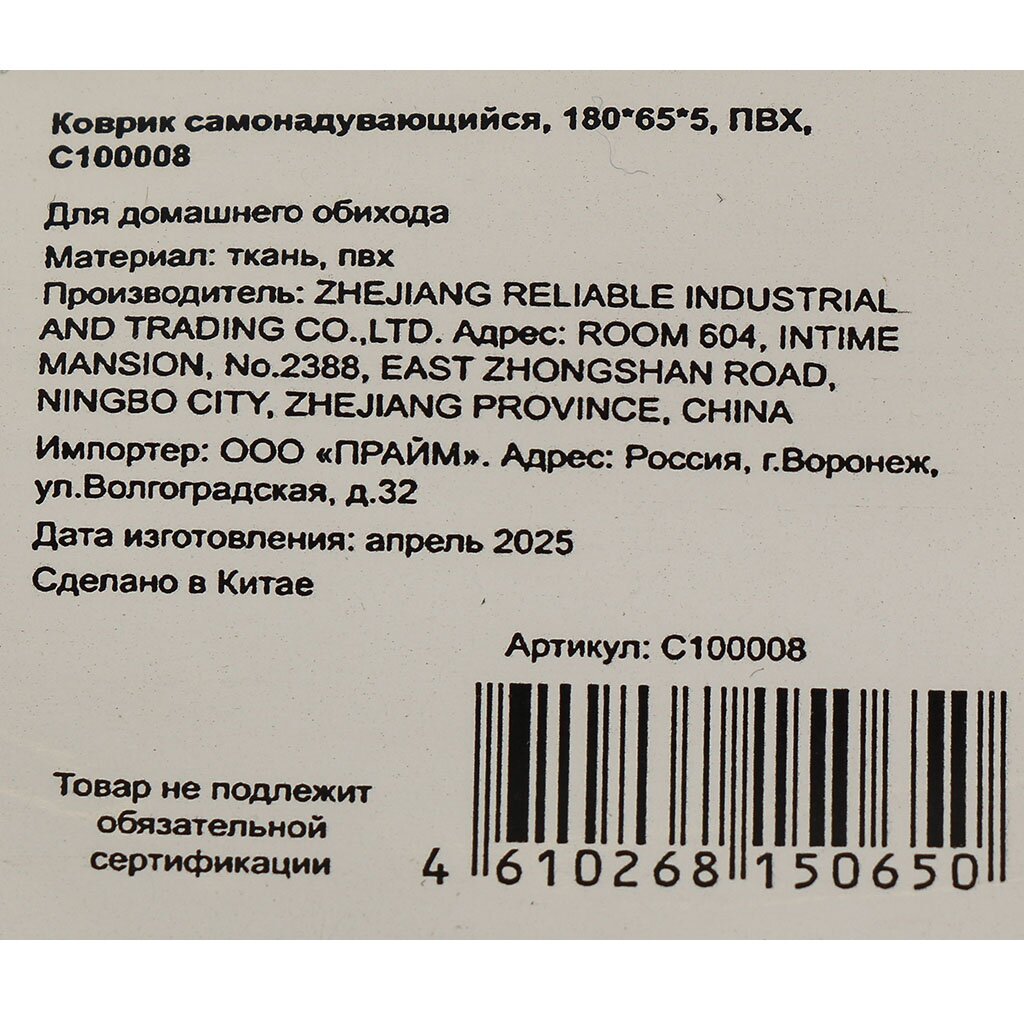 Коврик самонадувающийся, 180*65*5, ПВХ,
С100008
Для домашнего обихода
Материал: ткань, пвх
Производитель: ZHEJIANG RELIABLE INDUSTRIAL
AND TRADING CO.,LTD. Адрес: ROOM 604, INTIME
MANSION, No.2388, EAST ZHONGSHAN ROAD,
NINGBO CITY, ZHEJIANG PROVINCE, CHINA
Импортер: ООО «ПРАЙМ». Адрес: Россия, г.Воронеж,
ул.Волгоградская, д.32
Дата изготовления: апрель 2025
Сделано в Китае
Артикул: С100008
Товар не подлежит
обязательной
сертификации
4 610268 150650